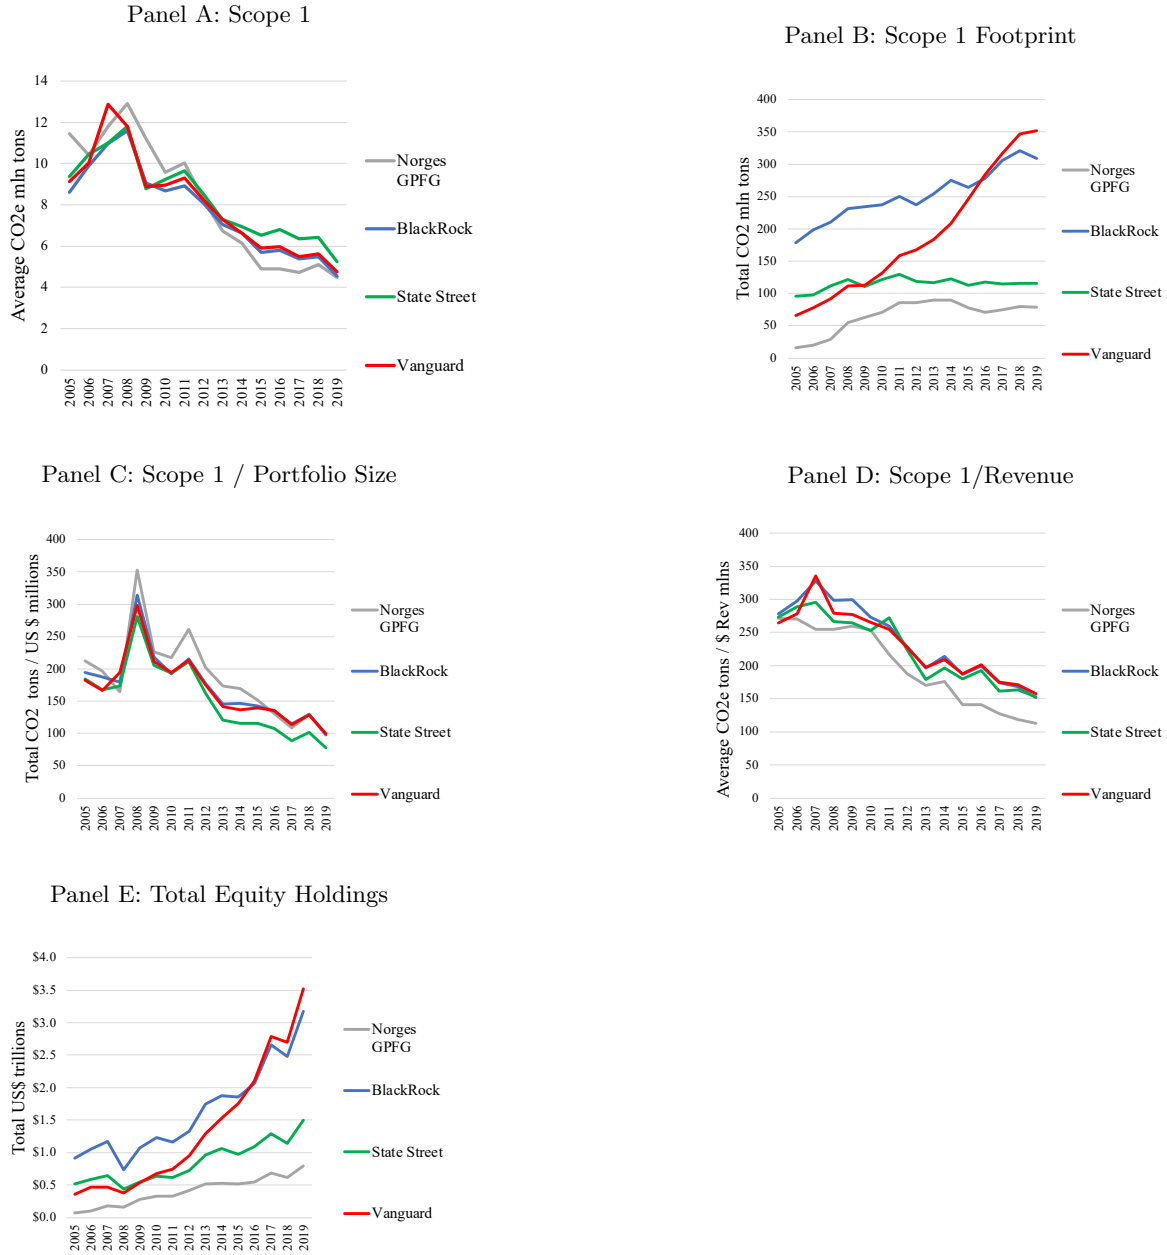 Panel A: Scope 1
Average CO2e mln tons
14
12
10
8
6
4
2
0
2005 2006 2007 2008 2009 2010 2011 2012 2013 2014 2015 2016 2017 2018 2019
Norges
GPFG
BlackRock
State Street
Vanguard
Panel B: Scope 1 Footprint
Total CO2 mln tons
400
350
300
250
200
150
100
50
0
2005 2006 2007 2008 2009 2010 2011 2012 2013 2014 2015 2016 2017 2018 2019
Norges
GPFG
BlackRock
State Street
Vanguard
Panel C: Scope 1 / Portfolio Size
Total CO2 tons / US $ millions
400
350
300
250
200
150
100
50
0
2005 2006 2007 2008 2009 2010 2011 2012 2013 2014 2015 2016 2017 2018 2019
Norges
GPFG
BlackRock
State Street
Vanguard
Panel D: Scope 1/Revenue
Average CO2e tons / $ Rev mlns
400
350
300
250
200
150
100
50
0
2005 2006 2007 2008 2009 2010 2011 2012 2013 2014 2015 2016 2017 2018 2019
Norges
GPFG
BlackRock
State Street
Vanguard
Panel E: Total Equity Holdings
Total US$ trillions
$4.0
$3.5
$3.0
$2.5
$2.0
$1.5
$1.0
$0.5
$0.0
2005 2006 2007 2008 2009 2010 2011 2012 2013 2014 2015 2016 2017 2018 2019
Norges
GPFG
BlackRock
State Street
Vanguard